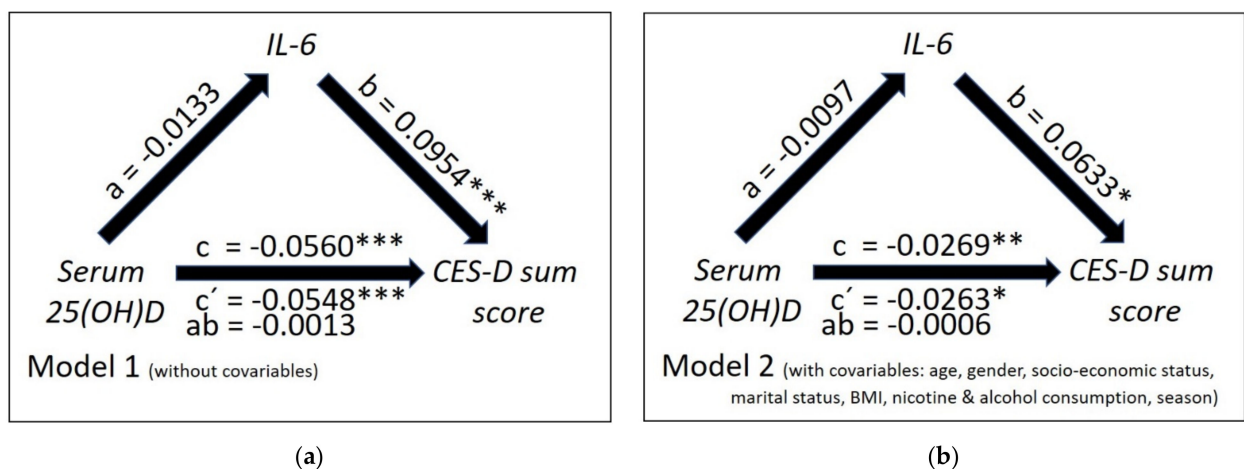 IL-6
a = -0.0133
b = 0.0954***
c = -0.0560***
Serum
25(OH)D
CES-D sum
score
c´ = -0.0548***
ab = -0.0013
Model 1 (without covariables)
(a)
IL-6
a = -0.0097
b = 0.0633*
c = -0.0269**
Serum
25(OH)D
CES-D sum
score
c´ = -0.0263*
ab = -0.0006
Model 2 (with covariables: age, gender, socio-economic status,
marital status, BMI, nicotine & alcohol consumption, season)
(b)